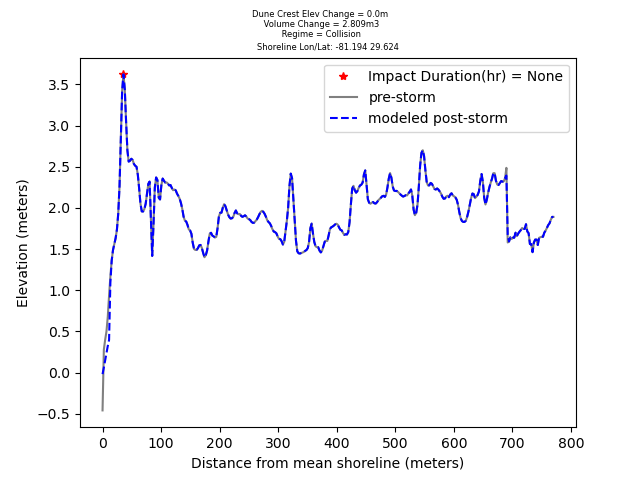 Dune Crest Elev Change = 0.0m
Volume Change = 2.809m3
Regime = Collision
Shoreline Lon/Lat: -81.194 29.624
Impact Duration(hr) = None
pre-storm
modeled post-storm
Elevation (meters)
3.5
3.0
2.5
2.0
1.5
1.0
0.5
0.0
−0.5
0 100 200 300 400 500 600 700 800
Distance from mean shoreline (meters)